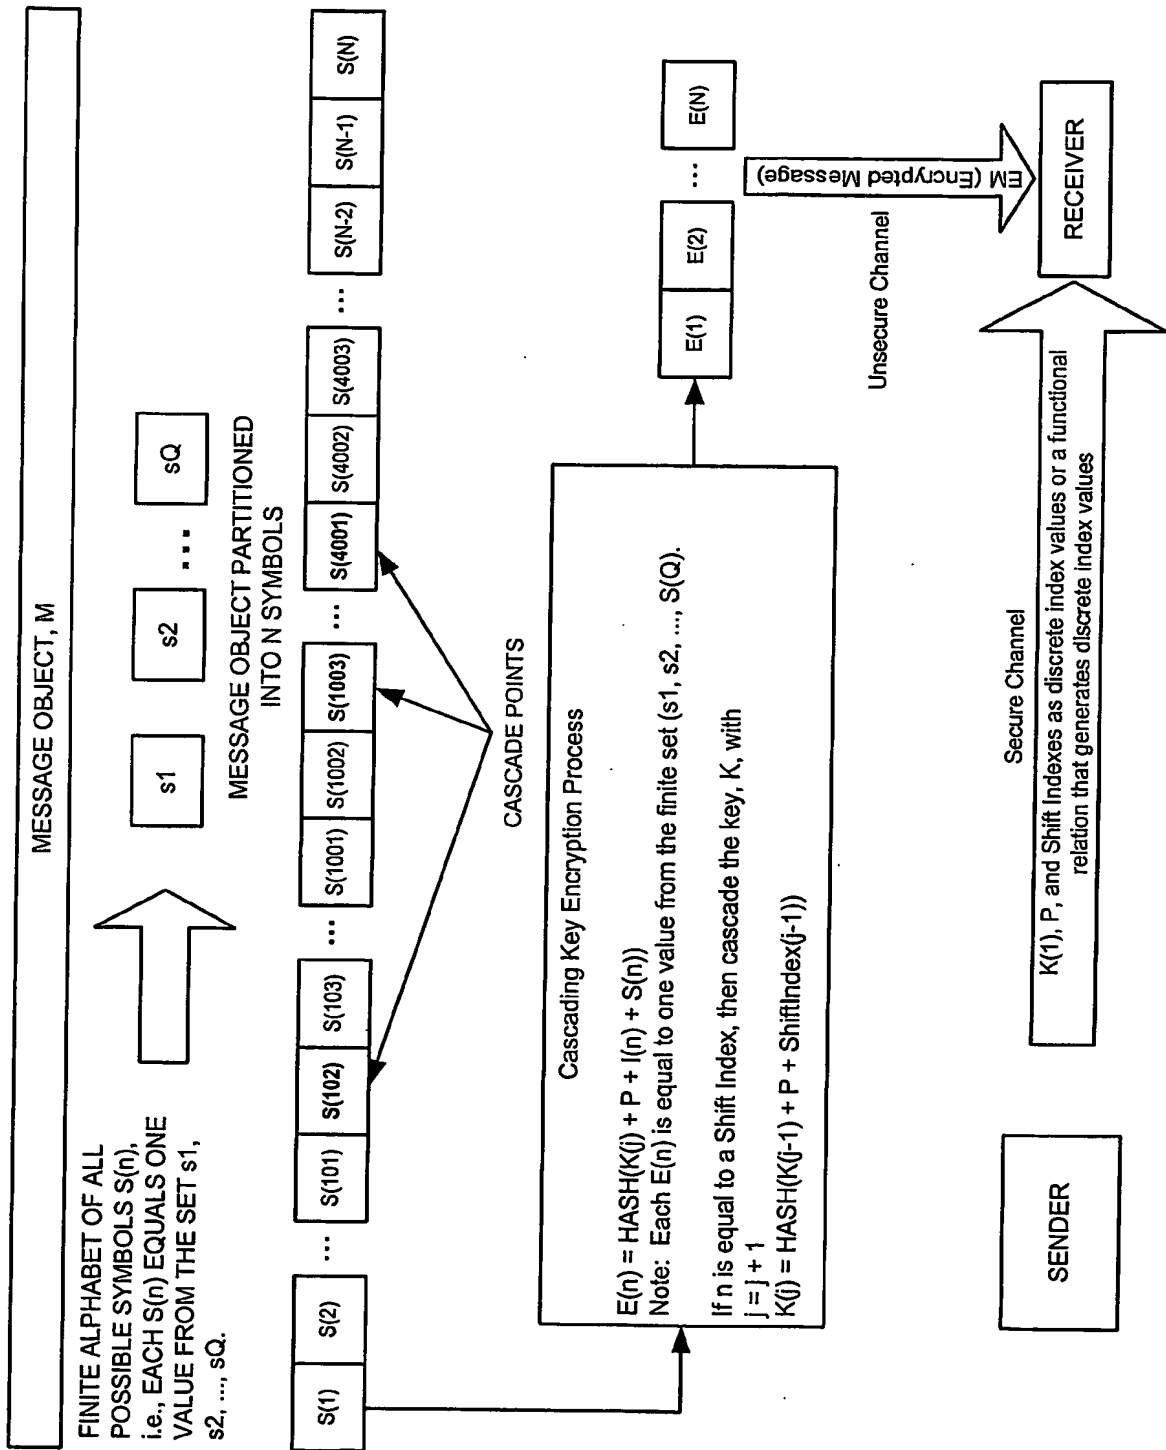 MESSAGE OBJECT, M
FINITE ALPHABET OF ALL
POSSIBLE SYMBOLS S(n),
i.e., EACH S(n) EQUALS ONE
VALUE FROM THE SET s1,
s2, ..., sQ.
s1 s2 ... sQ
MESSAGE OBJECT PARTITIONED
INTO N SYMBOLS
S(1) S(2) ... S(101) S(102) S(103) ... S(1001) S(1002) S(1003) ... S(4001) S(4002) S(4003) ... S(N-2) S(N-1) S(N)
CASCADE POINTS
Cascading Key Encryption Process
E(n) = HASH(K(j) + P + I(n) + S(n))
Note: Each E(n) is equal to one value from the finite set (s1, s2, ..., S(Q).
If n is equal to a Shift Index, then cascade the key, K, with
j = j + 1
K(j) = HASH(K(j-1) + P + ShiftIndex(j-1))
E(1) E(2) ... E(N)
Unsecure Channel
EM (Encrypted Message)
SENDER
Secure Channel
K(1), P, and Shift Indexes as discrete index values or a functional
relation that generates discrete index values
RECEIVER